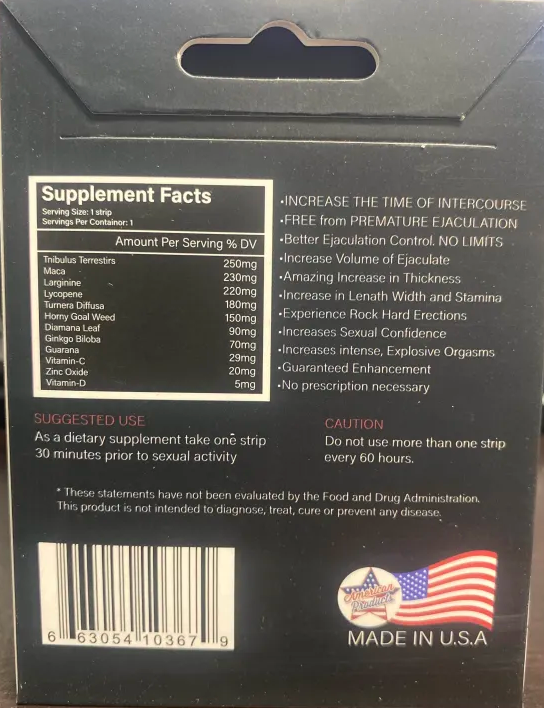 Supplement Facts
Serving Size: 1 strip
Servings Per Containor: 1
Amount Per Serving % DV
Tribulus Terrestirs 250mg
Maca 230mg
Larginine 220mg
Lycopene 180mg
Turnera Diffusa 150mg
Horny Goal Weed 90mg
Diamana Leaf 70mg
Ginkgo Biloba 29mg
Guarana 20mg
Vitamin-C 5mg
Zinc Oxide
Vitamin-D
•INCREASE THE TIME OF INTERCOURSE
•FREE from PREMATURE EJACULATION
•Better Ejaculation Control. NO LIMITS
•Increase Volume of Ejaculate
•Amazing Increase in Thickness
•Increase in Lenath Width and Stamina
•Experience Rock Hard Erections
•Increases Sexual Confidence
•Increases intense, Explosive Orgasms
•Guaranteed Enhancement
•No prescription necessary
SUGGESTED USE
As a dietary supplement take one strip
30 minutes prior to sexual activity
CAUTION
Do not use more than one strip
every 60 hours.
* These statements have not been evaluated by the Food and Drug Administration.
This product is not intended to diagnose, treat, cure or prevent any disease.
6 63054 10367 9
American
Products
MADE IN U.S.A